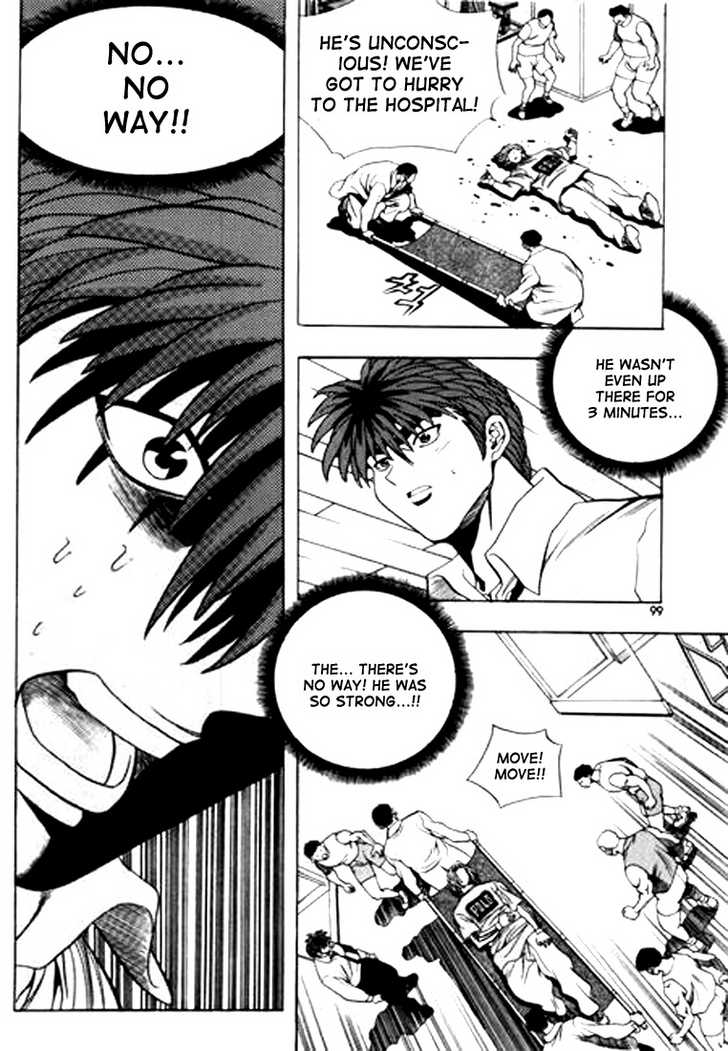 HE'S UNCONSC-
IOUS! WE'VE
GOT TO HURRY
TO THE HOSPITAL!
HE WASN'T
EVEN UP
THERE FOR
3 MINUTES...
99
THE... THERE'S
NO WAY! HE WAS
SO STRONG...!!
MOVE!
MOVE!!
NO...
NO
WAY!!